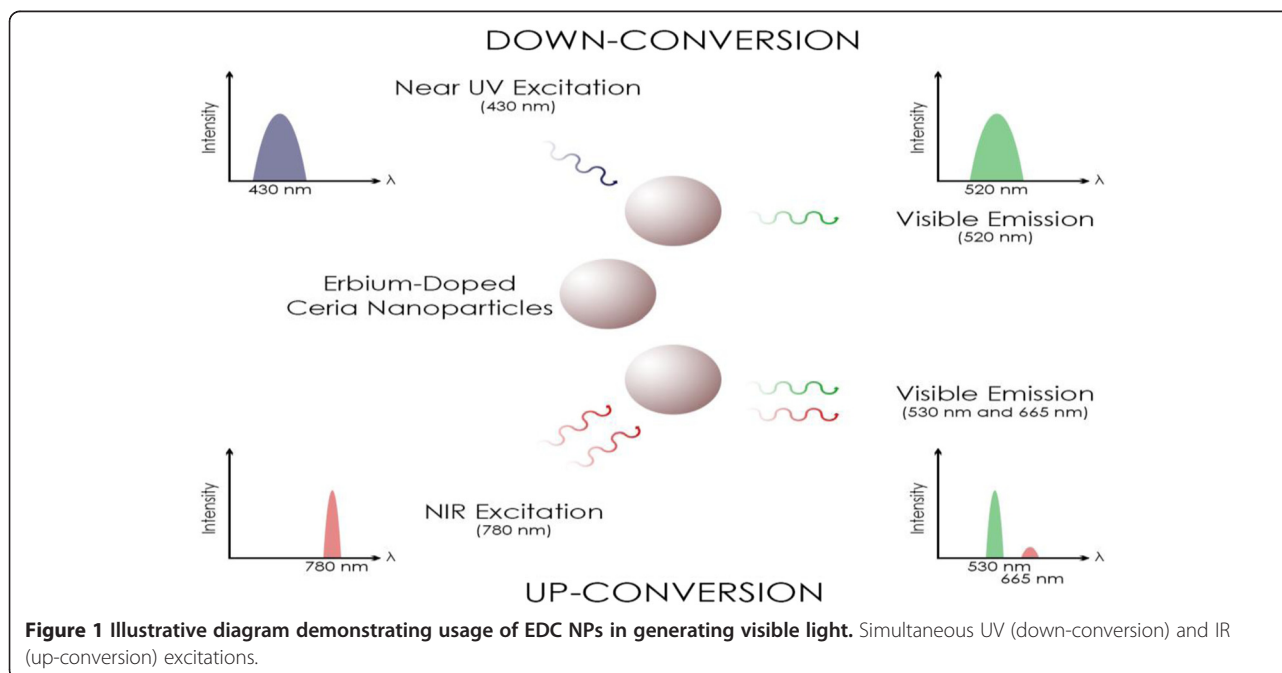 DOWN-CONVERSION
Near UV Excitation
(430 nm)
Intensity
430 nm
λ
Intensity
520 nm
λ
Visible Emission
(520 nm)
Erbium-Doped
Ceria Nanoparticles
Visible Emission
(530 nm and 665 nm)
Intensity
780 nm
λ
NIR Excitation
(780 nm)
Intensity
530 nm
665 nm
λ
UP-CONVERSION
Figure 1 Illustrative diagram demonstrating usage of EDC NPs in generating visible light. Simultaneous UV (down-conversion) and IR
(up-conversion) excitations.